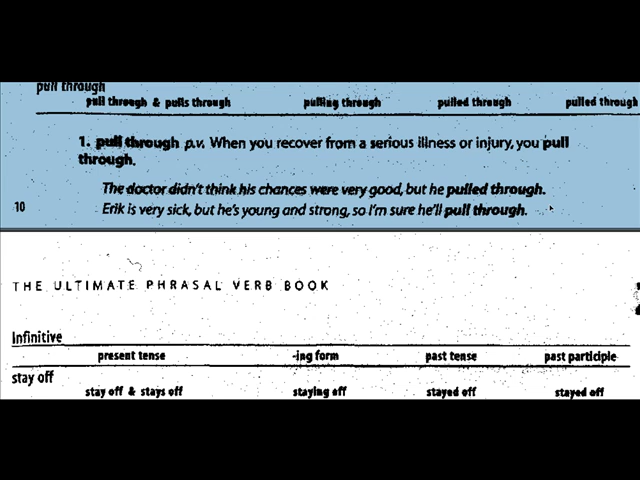 pull through
pull through & pulls through pulling through pulled through pulled through
1. pull through p.v. When you recover from a serious illness or injury, you pull
through.
The doctor didn't think his chances were very good, but he pulled through.
Erik is very sick, but he's young and strong, so I'm sure he'll pull through.
10
THE ULTIMATE PHRASAL VERB BOOK
Infinitive
present tense -ing form past tense past participle
stay off
stay off & stays off staying off stayed off stayed off